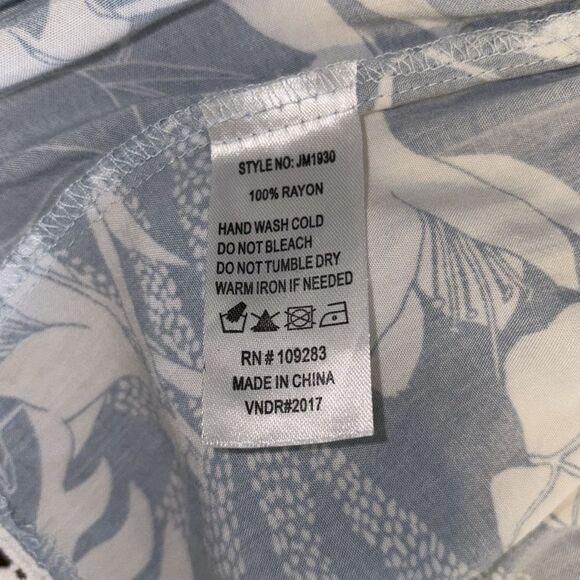 STYLE NO: JM1930
100% RAYON
HAND WASH COLD
DO NOT BLEACH
DO NOT TUMBLE DRY
WARM IRON IF NEEDED
RN # 109283
MADE IN CHINA
VNDR#2017